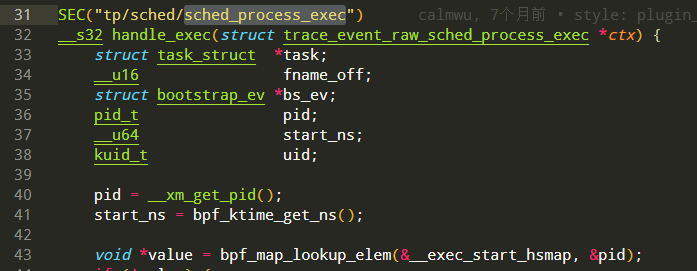 31 SEC("tp/sched/sched_process_exec") calmwu, 7个月前 • style: plugin_
32 __s32 handle_exec(struct trace_event_raw_sched_process_exec *ctx) {
33 struct task_struct *task;
34 __u16 fname_off;
35 struct bootstrap_ev *bs_ev;
36 pid_t pid;
37 __u64 start_ns;
38 kuid_t uid;
39
40 pid = __xm_get_pid();
41 start_ns = bpf_ktime_get_ns();
42
43 void *value = bpf_map_lookup_elem(&__exec_start_hsmap, &pid);